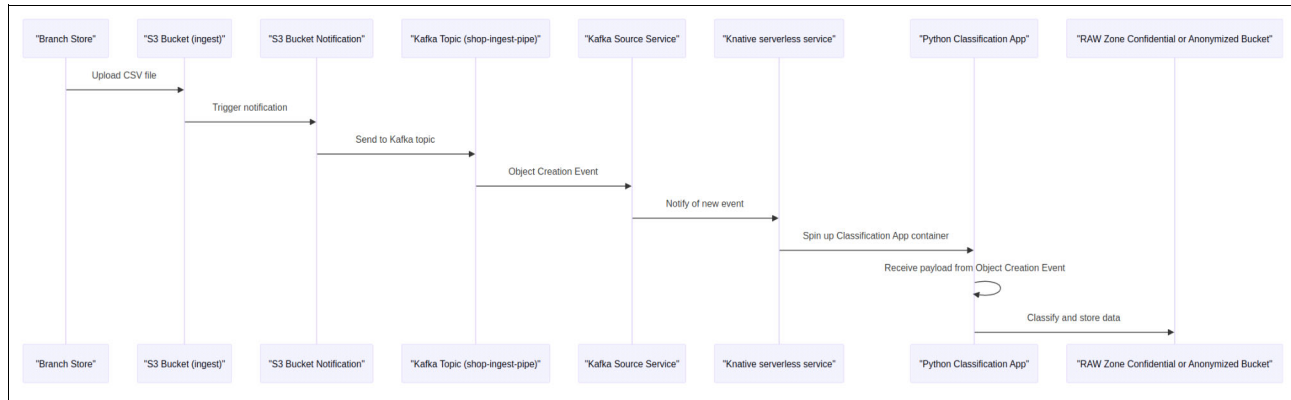 "Branch Store"
"S3 Bucket (ingest)"
"S3 Bucket Notification"
"Kafka Topic (shop-ingest-pipe)"
"Kafka Source Service"
"Knative serverless service"
"Python Classification App"
"RAW Zone Confidential or Anonymized Bucket"
Upload CSV file
Trigger notification
Send to Kafka topic
Object Creation Event
Notify of new event
Spin up Classification App container
Receive payload from Object Creation Event
Classify and store data
"Branch Store"
"S3 Bucket (ingest)"
"S3 Bucket Notification"
"Kafka Topic (shop-ingest-pipe)"
"Kafka Source Service"
"Knative serverless service"
"Python Classification App"
"RAW Zone Confidential or Anonymized Bucket"